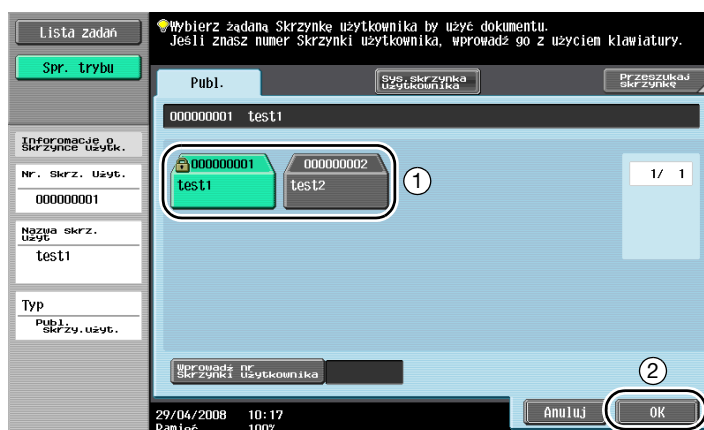 Lista zadań
Spr. trybu
Wybierz żądaną Skrzynkę użytkownika by użyć dokumentu.
Jeśli znasz numer Skrzynki użytkownika, wprowadź go z użyciem klawiatury.
Publ.
Sys.skrzynka
użytkownika
Przeszukaj
skrzynkę
000000001 test1
Inforomacje o
Skrzynce użytk.
Nr. Skrz. Użyt.
000000001
Nazwa skrz.
użyt
test1
Typ
Publ.
skrzy.użyt.
000000001
test1
000000002
test2
1
1/ 1
Wprowadź nr
Skrzynki użytkownika
2
Anuluj
OK
29/04/2008 10:17
Pamięć 100%